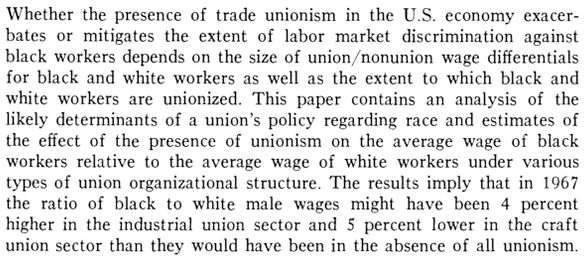 Whether the presence of trade unionism in the U.S. economy exacer-
bates or mitigates the extent of labor market discrimination against
black workers depends on the size of union/nonunion wage differentials
for black and white workers as well as the extent to which black and
white workers are unionized. This paper contains an analysis of the
likely determinants of a union's policy regarding race and estimates of
the effect of the presence of unionism on the average wage of black
workers relative to the average wage of white workers under various
types of union organizational structure. The results imply that in 1967
the ratio of black to white male wages might have been 4 percent
higher in the industrial union sector and 5 percent lower in the craft
union sector than they would have been in the absence of all unionism.